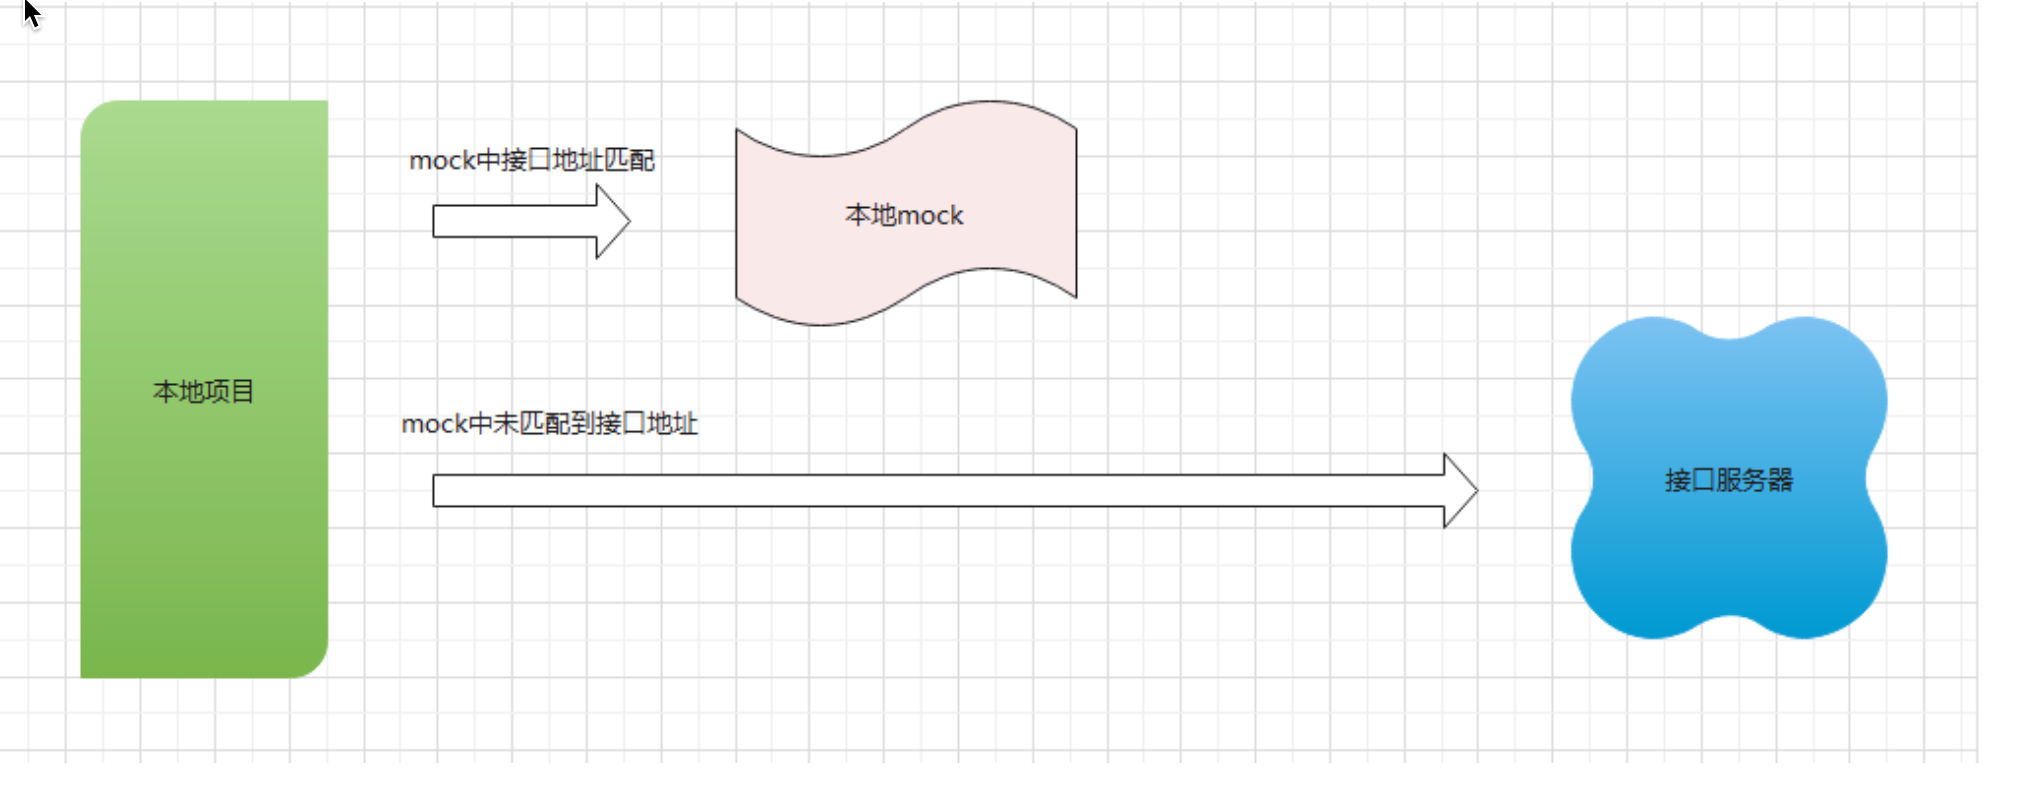 mock中接口地址匹配
本地mock
本地项目
mock中未匹配到接口地址
接口服务器